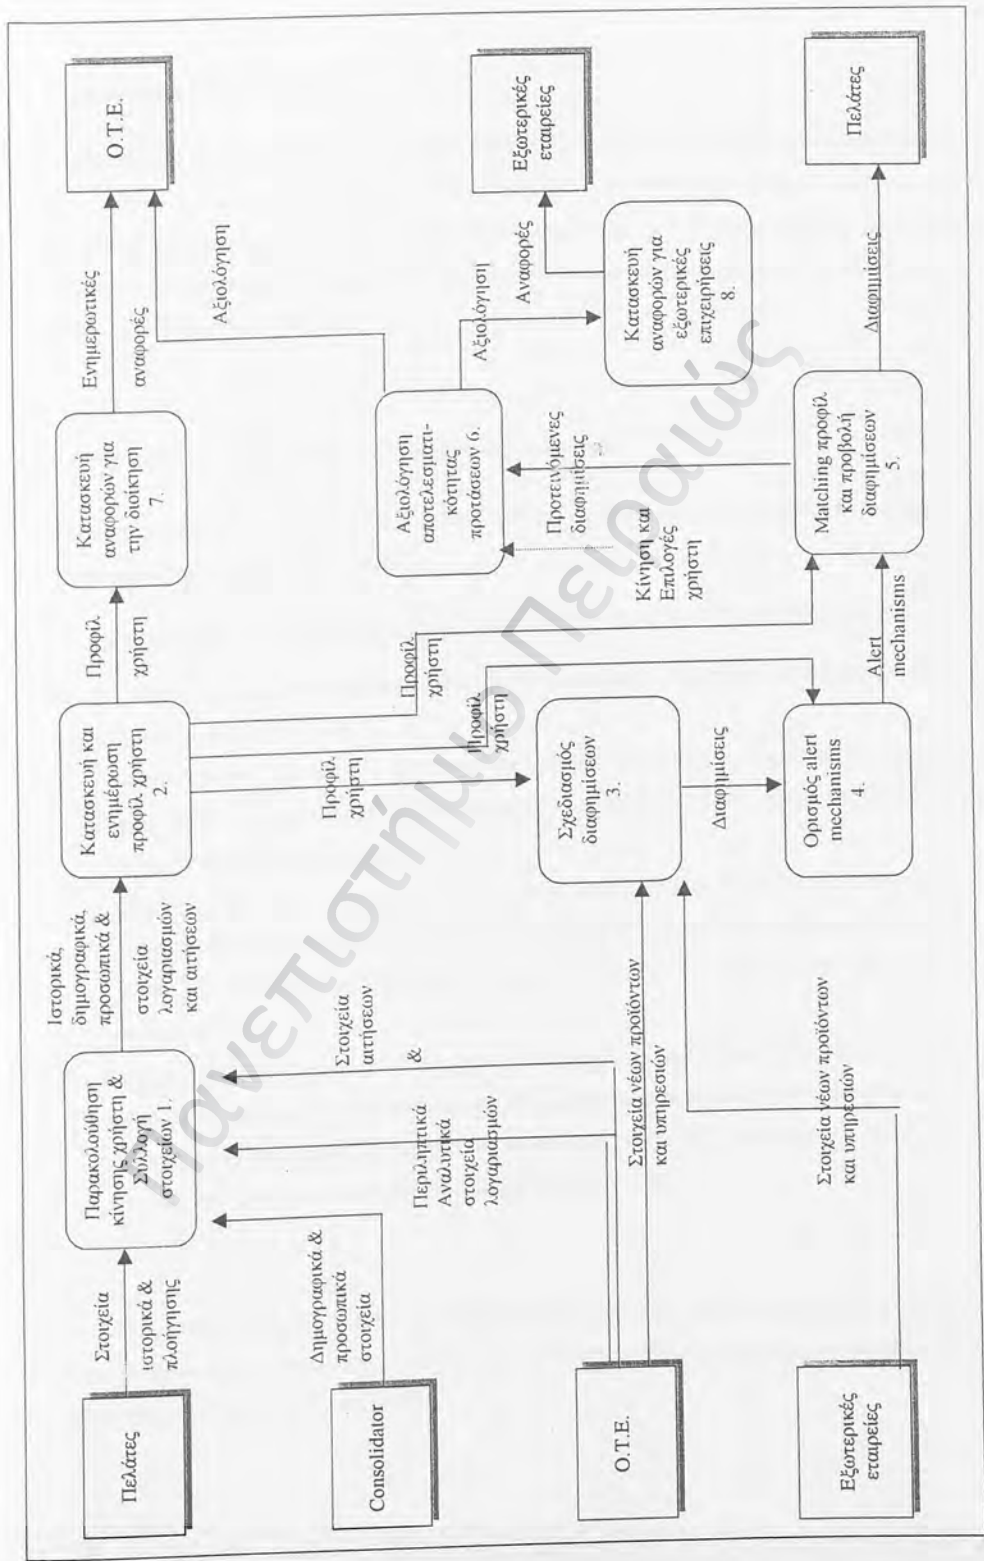 Πελάτες
Στοιχεία
ιστορικά &
πλοήγησης
Παρακολούθηση
κίνησης χρήστη &
Συλλογή
στοιχείων 1.
Ιστορικά,
δημογραφικά,
προσωπικά &
στοιχεία
λογαριασμών
και αιτήσεων
Κατασκευή και
ενημέρωση
προφίλ χρήστη
2.
Προφίλ
χρήστη
Κατασκευή
αναφορών για
την διοίκηση
7.
Ενημερωτικές
αναφορές
Ο.Τ.Ε.
Αξιολόγηση
Consolidator
Δημογραφικά &
προσωπικά
στοιχεία
Περιληπτικά &
Αναλυτικά
στοιχεία
λογαριασμών
Στοιχεία
αιτήσεων
Προφίλ
χρήστη
Προφίλ
χρήστη
Προφίλ
χρήστη
Αξιολόγηση
αποτελεσματι-
κότητας
προτάσεων 6.
Αξιολόγηση
Αναφορές
Εξωτερικές
εταιρείες
Ο.Τ.Ε.
Στοιχεία νέων προϊόντων
και υπηρεσιών
Σχεδιασμός
διαφημίσεων
3.
Προτεινόμενες
διαφημίσεις
Κίνηση και
Επιλογές
χρήστη
Κατασκευή
αναφορών για
εξωτερικές
επιχειρήσεις
8.
Διαφημίσεις
Εξωτερικές
εταιρείες
Στοιχεία νέων προϊόντων
και υπηρεσιών
Ορισμός alert
mechanisms
4.
Alert
mechanisms
Matching προφίλ
και προβολή
διαφημίσεων
5.
Διαφημίσεις
Πελάτες
Πανεπιστήμιο Πειραιώς